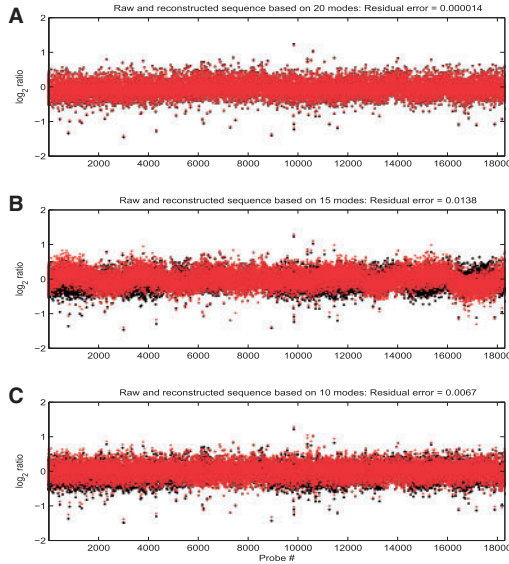 A
Raw and reconstructed sequence based on 20 modes: Residual error = 0.000014
2
1
0
−1
−2
log2 ratio
2000 4000 6000 8000 10000 12000 14000 16000 18000
B
Raw and reconstructed sequence based on 15 modes: Residual error = 0.0138
2
1
0
−1
−2
log2 ratio
2000 4000 6000 8000 10000 12000 14000 16000 18000
C
Raw and reconstructed sequence based on 10 modes: Residual error = 0.0067
2
1
0
−1
−2
log2 ratio
2000 4000 6000 8000 10000 12000 14000 16000 18000
Probe #